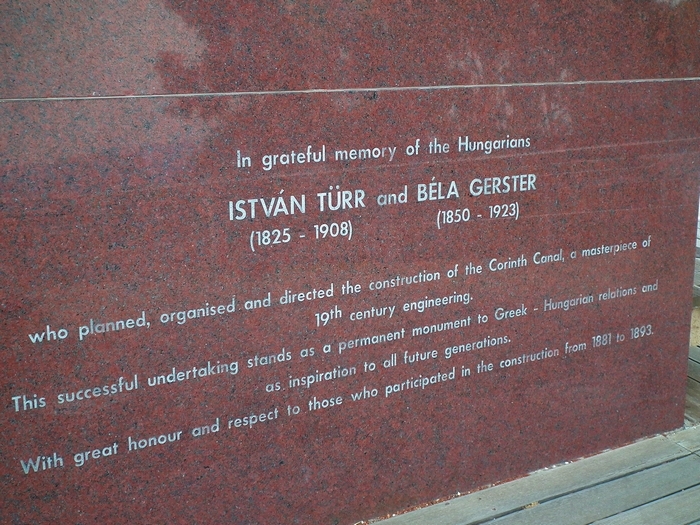 In grateful memory of the Hungarians
ISTVÁN TÜRR and BÉLA GERSTER
(1825 - 1908) (1850 - 1923)
who planned, organised and directed the construction of the Corinth Canal, a masterpiece of
19th century engineering.
This successful undertaking stands as a permanent monument to Greek - Hungarian relations and
as inspiration to all future generations.
With great honour and respect to those who participated in the construction from 1881 to 1893.